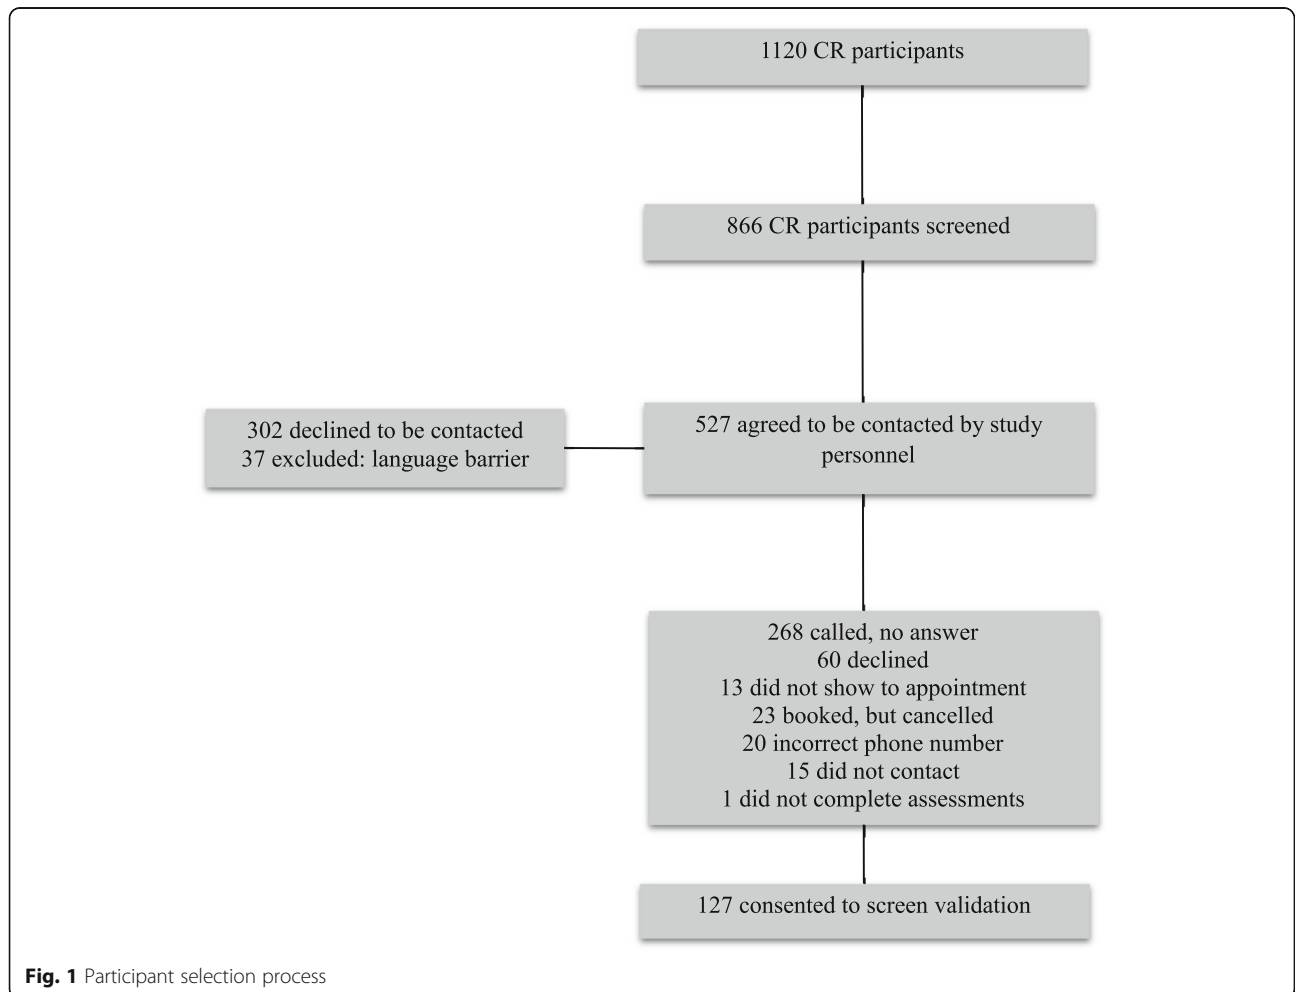 1120 CR participants
866 CR participants screened
302 declined to be contacted
37 excluded: language barrier
527 agreed to be contacted by study
personnel
268 called, no answer
60 declined
13 did not show to appointment
23 booked, but cancelled
20 incorrect phone number
15 did not contact
1 did not complete assessments
127 consented to screen validation
Fig. 1 Participant selection process